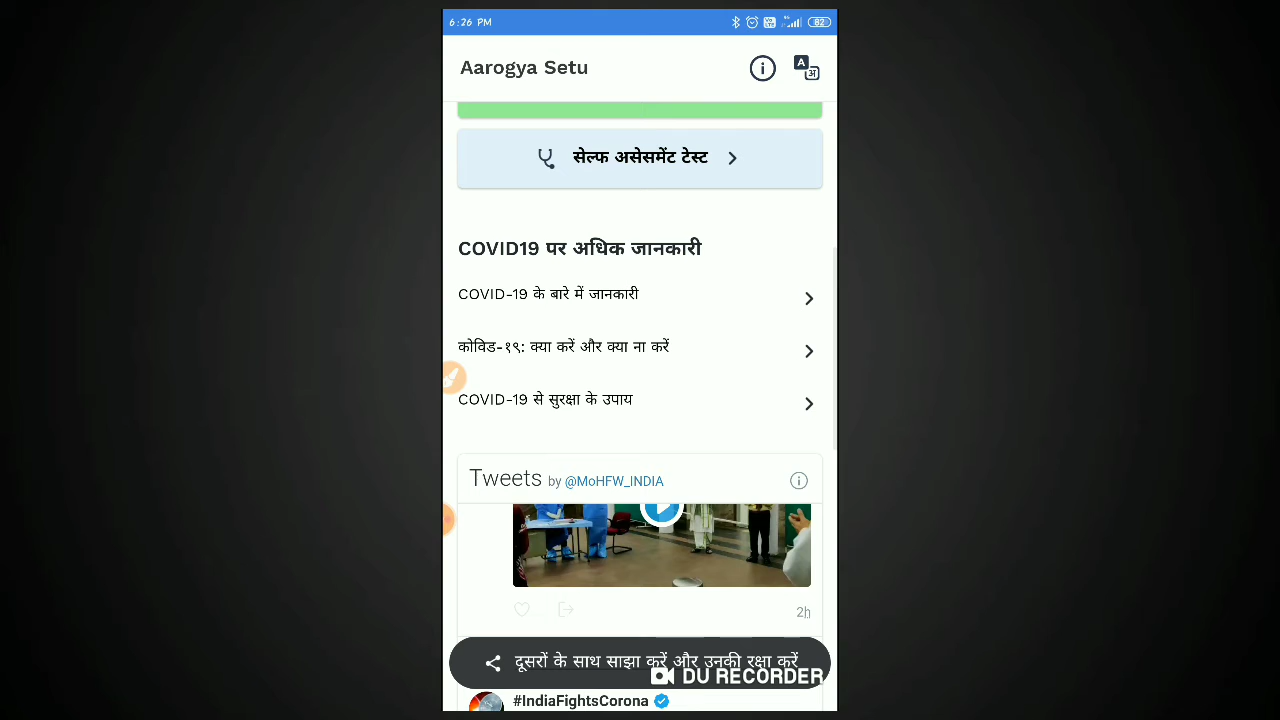 6:26 PM
82
Aarogya Setu
सेल्फ असेसमेंट टेस्ट
COVID19 पर अधिक जानकारी
COVID-19 के बारे में जानकारी
कोविड-१९: क्या करें और क्या ना करें
COVID-19 से सुरक्षा के उपाय
Tweets by @MoHFW_INDIA
2h
दूसरों के साथ साझा करें और उनकी रक्षा करें
DU RECORDER
#IndiaFightsCorona